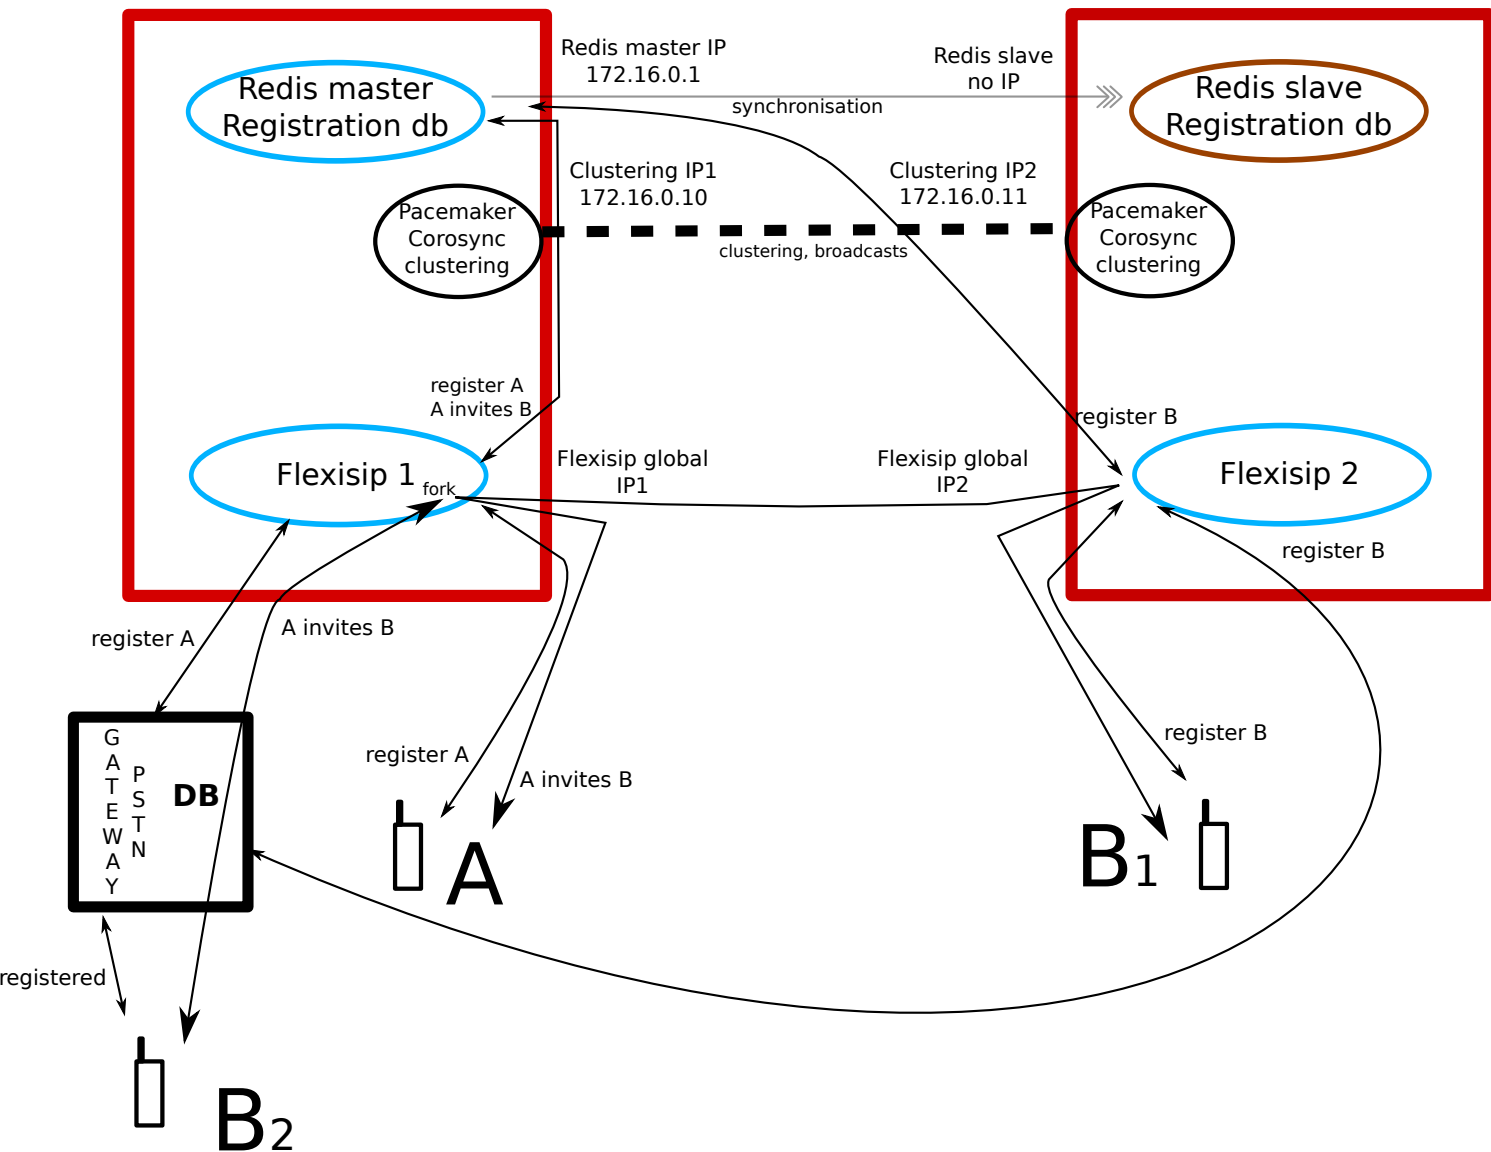 Redis master IP
172.16.0.1
Redis slave
no IP
Redis master
Registration db
synchronisation
Redis slave
Registration db
Clustering IP1
172.16.0.10
Clustering IP2
172.16.0.11
Pacemaker
Corosync
clustering
clustering, broadcasts
Pacemaker
Corosync
clustering
register A
A invites B
register B
Flexisip 1
fork
Flexisip global
IP1
Flexisip global
IP2
Flexisip 2
register B
register A
A invites B
GATEWAY
PSTN
DB
register A
A invites B
register B
A
B1
registered
B2